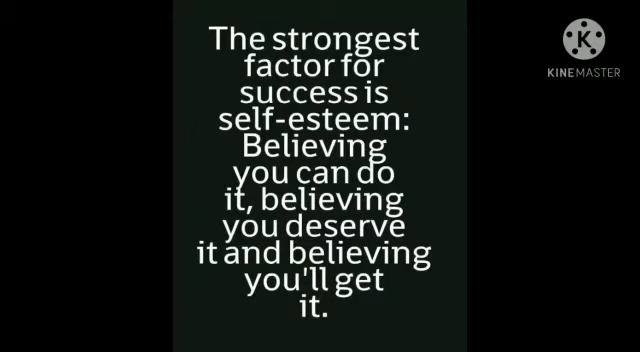 The strongest
factor for
success is
self-esteem:
Believing
you can do
it, believing
you deserve
it and believing
you'll get
it.
KINEMASTER